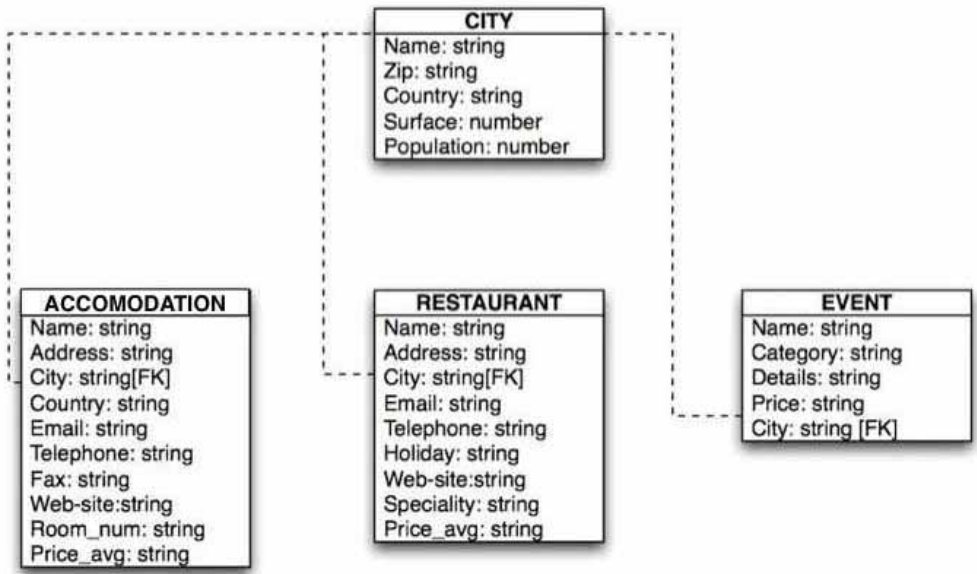 CITY
Name: string
Zip: string
Country: string
Surface: number
Population: number
ACCOMODATION
Name: string
Address: string
City: string[FK]
Country: string
Email: string
Telephone: string
Fax: string
Web-site:string
Room_num: string
Price_avg: string
RESTAURANT
Name: string
Address: string
City: string[FK]
Email: string
Telephone: string
Holiday: string
Web-site:string
Speciality: string
Price_avg: string
EVENT
Name: string
Category: string
Details: string
Price: string
City: string [FK]